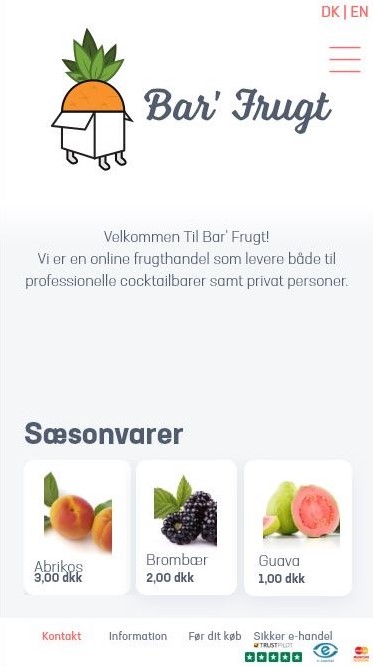 DK | EN
Bar' Frugt
Velkommen Til Bar' Frugt!
Vi er en online frugthandel som levere både til
professionelle cocktailbarer samt privat personer.
Sæsonvarer
Abrikos
3,00 dkk
Brombær
2,00 dkk
Guava
1,00 dkk
Kontakt
Information
Før dit køb
Sikker e-handel
TRUSTPILOT